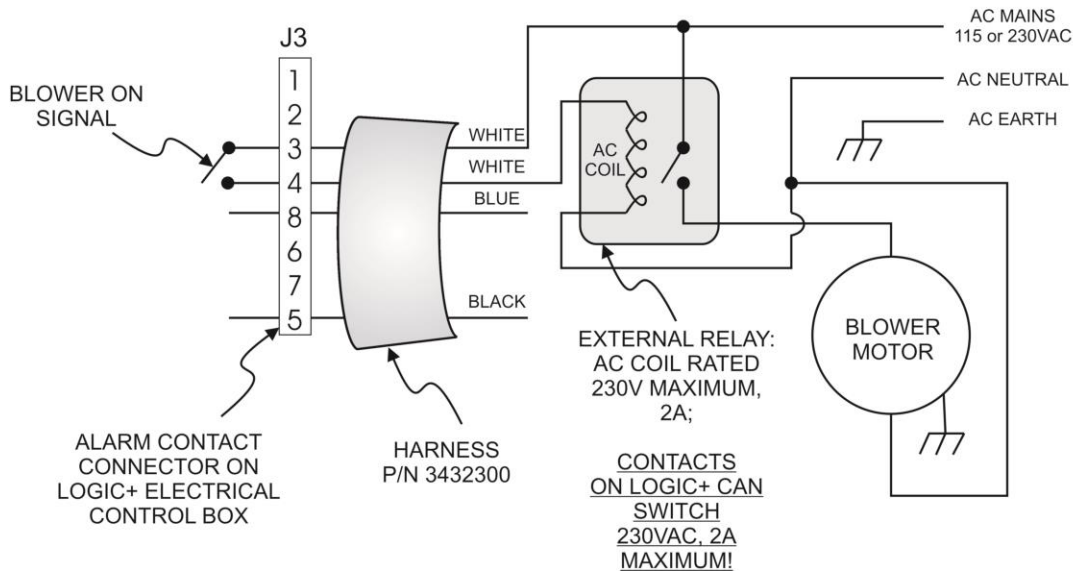 AC MAINS
115 or 230VAC
AC NEUTRAL
AC EARTH
J3
1
2
3
4
8
6
7
5
BLOWER ON
SIGNAL
WHITE
WHITE
BLUE
BLACK
AC
COIL
BLOWER
MOTOR
EXTERNAL RELAY:
AC COIL RATED
230V MAXIMUM,
2A;
CONTACTS
ON LOGIC+ CAN
SWITCH
230VAC, 2A
MAXIMUM!
HARNESS
P/N 3432300
ALARM CONTACT
CONNECTOR ON
LOGIC+ ELECTRICAL
CONTROL BOX